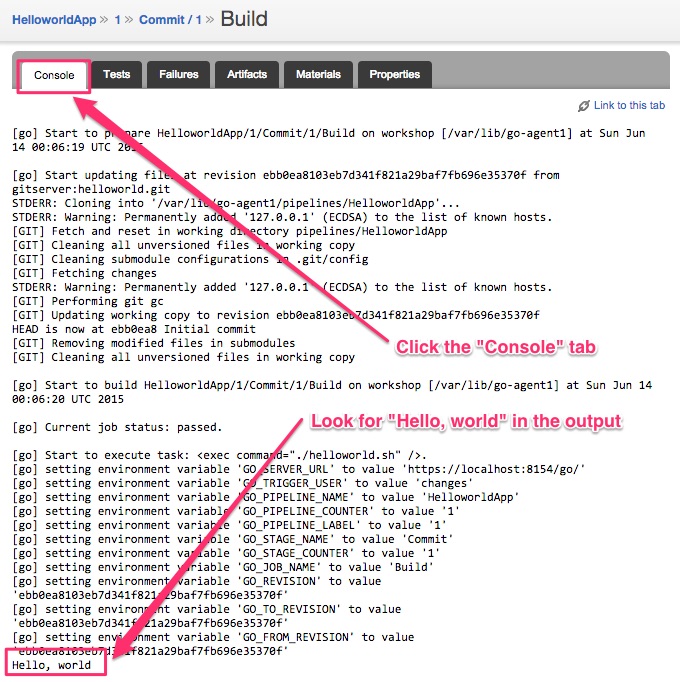 HelloworldApp » 1 » Commit / 1 » Build
Console Tests Failures Artifacts Materials Properties
Link to this tab
[go] Start to prepare HelloworldApp/1/Commit/1/Build on workshop [/var/lib/go-agent1] at Sun Jun
14 00:06:19 UTC 2015
[go] Start updating files at revision ebb0ea8103eb7d341f821a29baf7fb696e35370f from
gitserver:helloworld.git
STDERR: Cloning into '/var/lib/go-agent1/pipelines/HelloworldApp'...
STDERR: Warning: Permanently added '127.0.0.1' (ECDSA) to the list of known hosts.
[GIT] Fetch and reset in working directory pipelines/HelloworldApp
[GIT] Cleaning all unversioned files in working copy
[GIT] Cleaning submodule configurations in .git/config
[GIT] Fetching changes
STDERR: Warning: Permanently added '127.0.0.1' (ECDSA) to the list of known hosts.
[GIT] Performing git gc
[GIT] Updating working copy to revision ebb0ea8103eb7d341f821a29baf7fb696e35370f
HEAD is now at ebb0ea8 Initial commit
[GIT] Removing modified files in submodules
[GIT] Cleaning all unversioned files in working copy
Click the "Console" tab
[go] Start to build HelloworldApp/1/Commit/1/Build on workshop [/var/lib/go-agent1] at Sun Jun 14
00:06:20 UTC 2015
[go] Current job status: passed.
Look for "Hello, world" in the output
[go] Start to execute task: <exec command="./helloworld.sh" />.
[go] setting environment variable 'GO_SERVER_URL' to value 'https://localhost:8154/go/'
[go] setting environment variable 'GO_TRIGGER_USER' to value 'changes'
[go] setting environment variable 'GO_PIPELINE_NAME' to value 'HelloworldApp'
[go] setting environment variable 'GO_PIPELINE_COUNTER' to value '1'
[go] setting environment variable 'GO_PIPELINE_LABEL' to value '1'
[go] setting environment variable 'GO_STAGE_NAME' to value 'Commit'
[go] setting environment variable 'GO_STAGE_COUNTER' to value '1'
[go] setting environment variable 'GO_JOB_NAME' to value 'Build'
[go] setting environment variable 'GO_REVISION' to value
'ebb0ea8103eb7d341f821a29baf7fb696e35370f'
[go] setting environment variable 'GO_TO_REVISION' to value
'ebb0ea8103eb7d341f821a29baf7fb696e35370f'
[go] setting environment variable 'GO_FROM_REVISION' to value
'ebb0ea8103eb7d341f821a29baf7fb696e35370f'
Hello, world